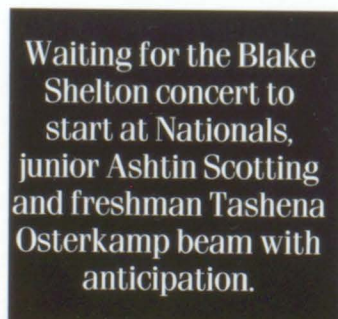 Waiting for the Blake
Shelton concert to
start at Nationals,
junior Ashtin Scotting
and freshman Tashena
Osterkamp beam with
anticipation.